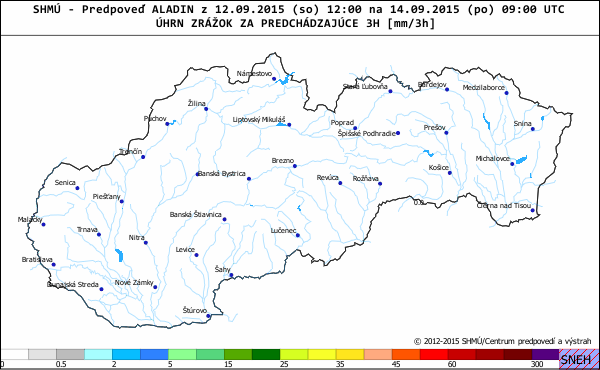 SHMÚ - Predpoveď ALADIN z 12.09.2015 (so) 12:00 na 14.09.2015 (po) 09:00 UTC
ÚHRN ZRÁŽOK ZA PREDCHÁDZAJÚCE 3H [mm/3h]
Námestovo
Stará Ľubovňa
Bardejov
Medzilaborce
Žilina
Púchov
Liptovský Mikuláš
Poprad
Spišské Podhradie
Prešov
Snina
Trenčín
Brezno
Michalovce
Košice
Banská Bystrica
Revúca
Rožňava
Senica
Piešťany
0.0
Čierna nad Tisou
Malacky
Banská Štiavnica
Trnava
Nitra
Lučenec
Levice
Bratislava
Šahy
Dunajská Streda
Nové Zámky
Štúrovo
© 2012-2015 SHMÚ/Centrum predpovedí a výstrah
0 0.5 2 5 8 15 25 35 45 60 80 300 SNEH